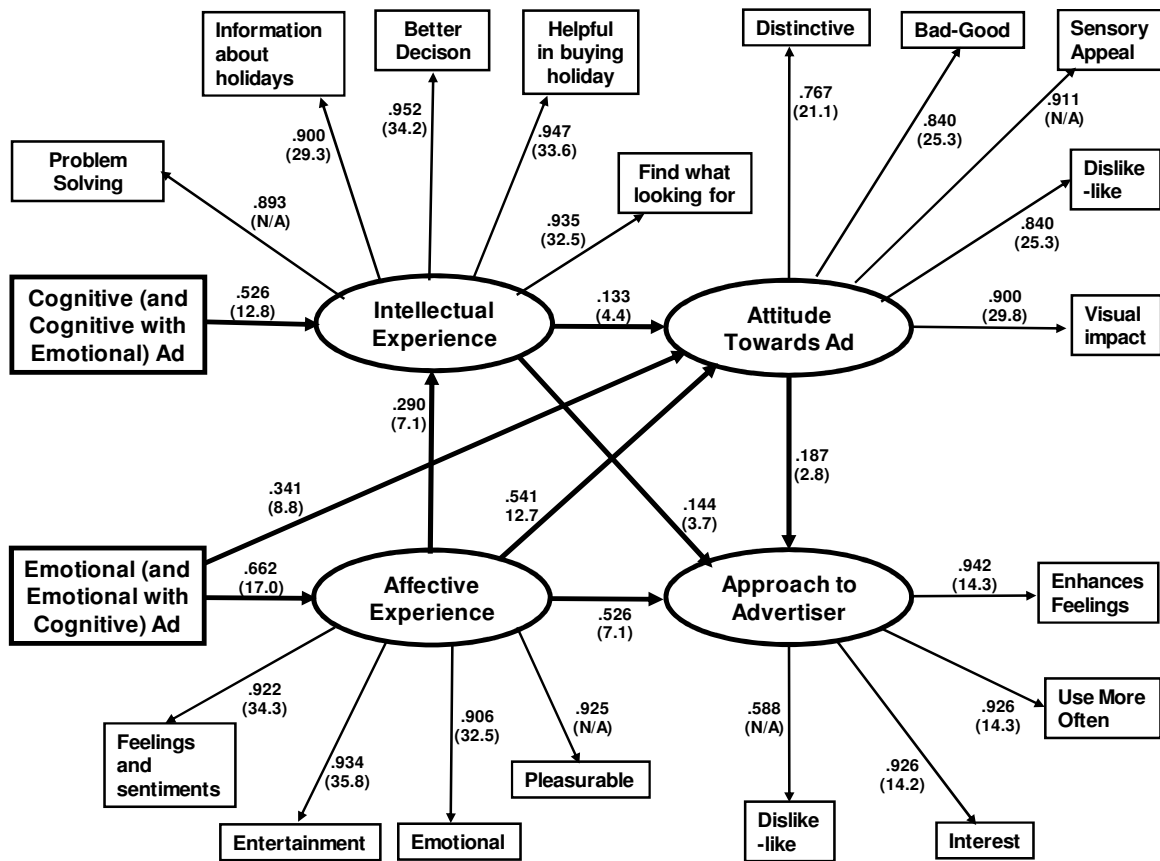 Information
about
holidays
Better
Decison
Helpful
in buying
holiday
Distinctive
Bad-Good
Sensory
Appeal
.900
(29.3)
.952
(34.2)
.947
(33.6)
.767
(21.1)
.840
(25.3)
.911
(N/A)
Problem
Solving
Find what
looking for
Dislike
-like
.893
(N/A)
.935
(32.5)
.840
(25.3)
Cognitive (and
Cognitive with
Emotional) Ad
.526
(12.8)
Intellectual
Experience
.133
(4.4)
Attitude
Towards Ad
.900
(29.8)
Visual
impact
.290
(7.1)
.341
(8.8)
.541
12.7
.144
(3.7)
.187
(2.8)
Emotional (and
Emotional with
Cognitive) Ad
.662
(17.0)
Affective
Experience
.526
(7.1)
Approach to
Advertiser
.942
(14.3)
Enhances
Feelings
.922
(34.3)
.934
(35.8)
.906
(32.5)
.925
(N/A)
.588
(N/A)
.926
(14.2)
.926
(14.3)
Use More
Often
Feelings
and
sentiments
Entertainment
Emotional
Pleasurable
Dislike
-like
Interest